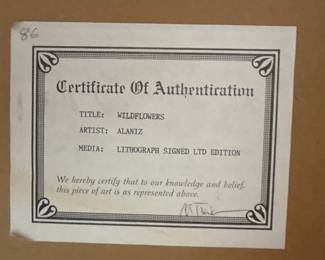 86
Certificate Of Authentication
TITLE: WILDFLOWERS
ARTIST: ALANIZ
MEDIA: LITHOGRAPH SIGNED LTD EDITION
We hereby certify that to our knowledge and belief,
this piece of art is as represented above.